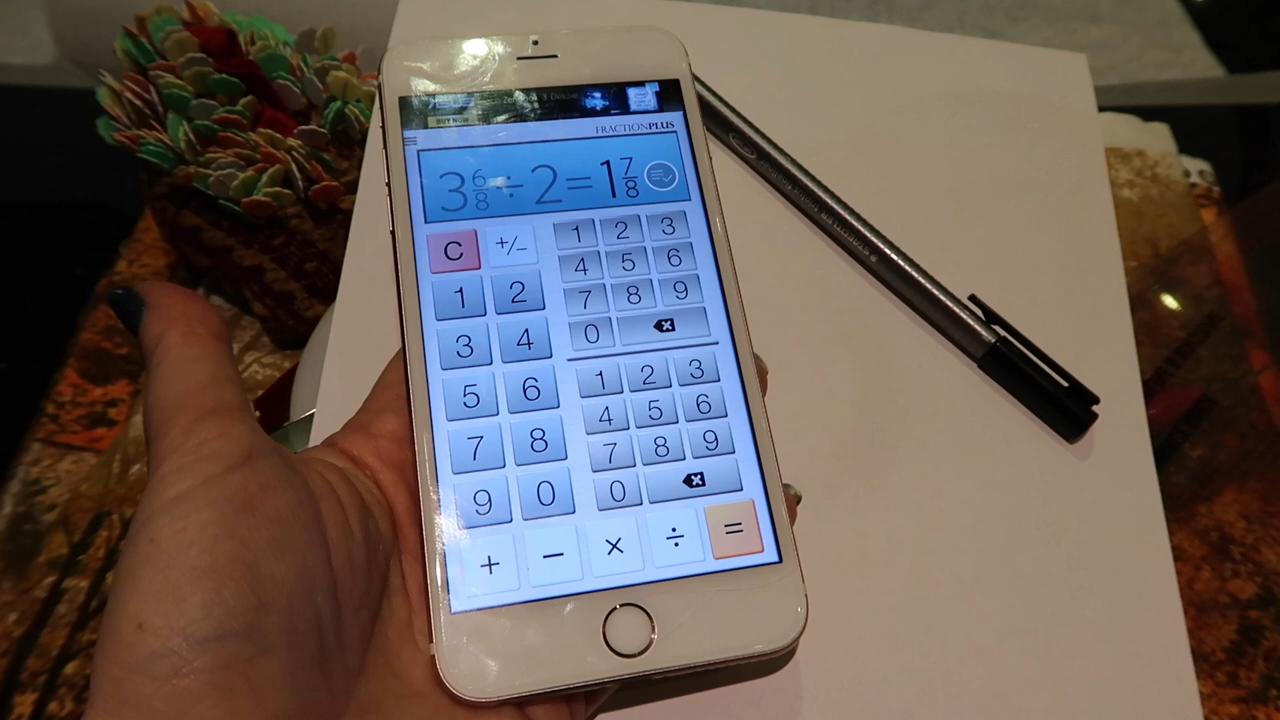 BUY NOW
FRACTIONPLUS
3 6/8 ÷ 2 = 1 7/8
C +/− 1 2 3
4 5 6
1 2 7 8 9
3 4 0
5 6 1 2 3
4 5 6
7 8 7 8 9
9 0 0
+ − × ÷ =
STAEDTLER